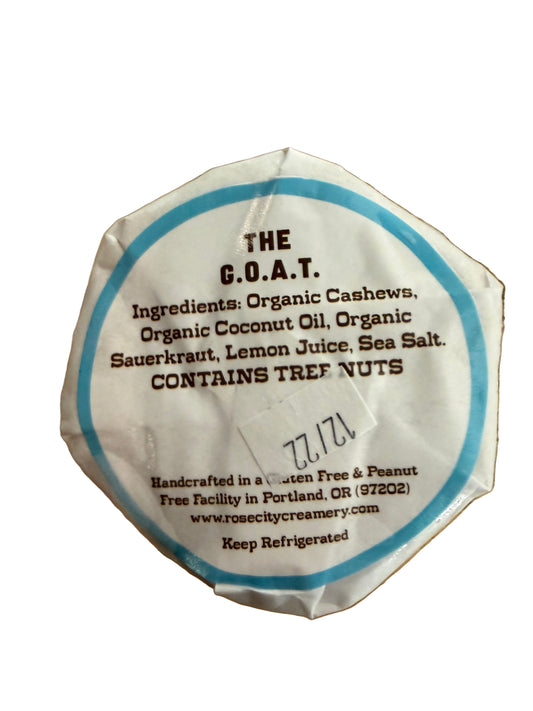 THE
G.O.A.T.
Ingredients: Organic Cashews,
Organic Coconut Oil, Organic
Sauerkraut, Lemon Juice, Sea Salt.
CONTAINS TREE NUTS
12/22
Handcrafted in a Gluten Free & Peanut
Free Facility in Portland, OR (97202)
www.rosecitycreamery.com
Keep Refrigerated